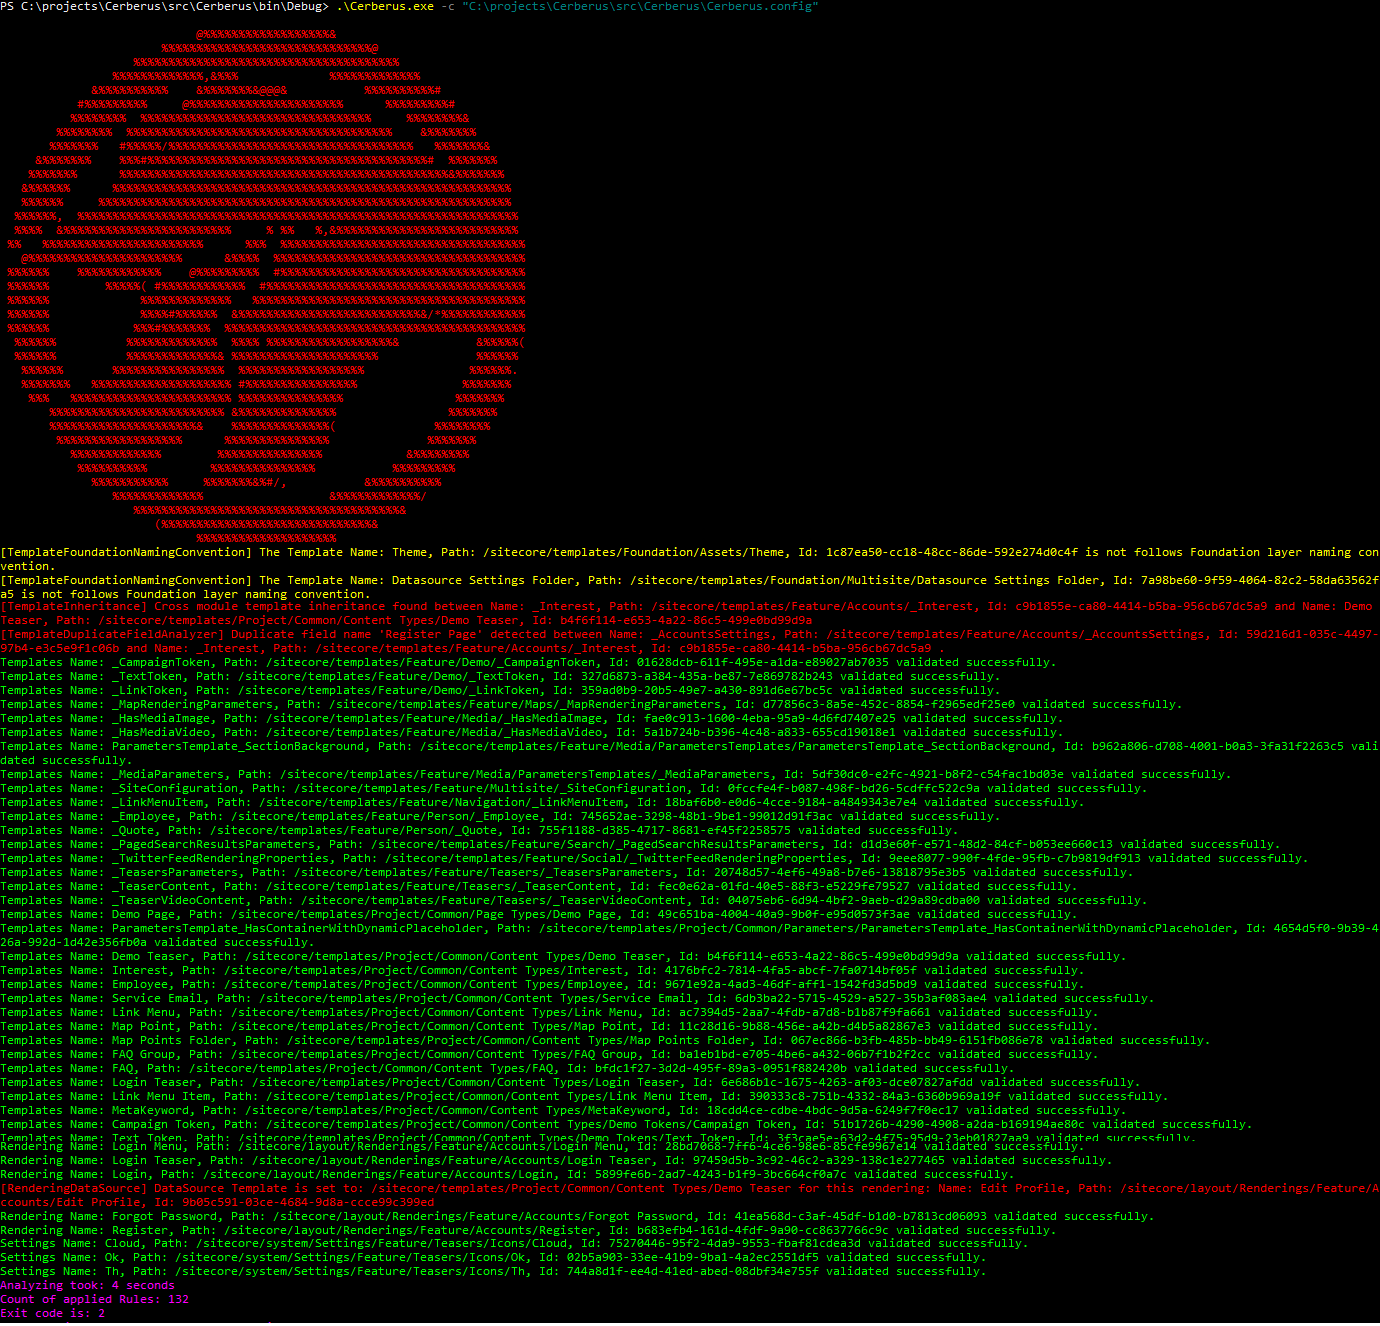 PS C:\projects\Cerberus\src\Cerberus\bin\Debug> .\Cerberus.exe -c "C:\projects\Cerberus\src\Cerberus\Cerberus.config"
[TemplateFoundationNamingConvention] The Template Name: Theme, Path: /sitecore/templates/Foundation/Assets/Theme, Id: 1c87ea50-cc18-48cc-86de-592e274d0c4f is not follows Foundation layer naming con
vention.
[TemplateFoundationNamingConvention] The Template Name: Datasource Settings Folder, Path: /sitecore/templates/Foundation/Multisite/Datasource Settings Folder, Id: 7a98be60-9f59-4064-82c2-58da63562f
a5 is not follows Foundation layer naming convention.
[TemplateInheritance] Cross module template inheritance found between Name: _Interest, Path: /sitecore/templates/Feature/Accounts/_Interest, Id: c9b1855e-ca80-4414-b5ba-956cb67dc5a9 and Name: Demo
Teaser, Path: /sitecore/templates/Project/Common/Content Types/Demo Teaser, Id: b4f6f114-e653-4a22-86c5-499e0bd99d9a
[TemplateDuplicateFieldAnalyzer] Duplicate field name 'Register Page' detected between Name: _AccountsSettings, Path: /sitecore/templates/Feature/Accounts/_AccountsSettings, Id: 59d216d1-035c-4497-
97b4-e3c5e9f1c06b and Name: _Interest, Path: /sitecore/templates/Feature/Accounts/_Interest, Id: c9b1855e-ca80-4414-b5ba-956cb67dc5a9 .
Templates Name: _CampaignToken, Path: /sitecore/templates/Feature/Demo/_CampaignToken, Id: 01628dcb-611f-495e-a1da-e89027ab7035 validated successfully.
Templates Name: _TextToken, Path: /sitecore/templates/Feature/Demo/_TextToken, Id: 327d6873-a384-435a-be87-7e869782b243 validated successfully.
Templates Name: _LinkToken, Path: /sitecore/templates/Feature/Demo/_LinkToken, Id: 359ad0b9-20b5-49e7-a430-891d6e67bc5c validated successfully.
Templates Name: _MapRenderingParameters, Path: /sitecore/templates/Feature/Maps/_MapRenderingParameters, Id: d77856c3-8a5e-452c-8854-f2965edf25e0 validated successfully.
Templates Name: _HasMediaImage, Path: /sitecore/templates/Feature/Media/_HasMediaImage, Id: fae0c913-1600-4eba-95a9-4d6fd7407e25 validated successfully.
Templates Name: _HasMediaVideo, Path: /sitecore/templates/Feature/Media/_HasMediaVideo, Id: 5a1b724b-b396-4c48-a833-655cd19018e1 validated successfully.
Templates Name: ParametersTemplate_SectionBackground, Path: /sitecore/templates/Feature/Media/ParametersTemplates/ParametersTemplate_SectionBackground, Id: b962a806-d708-4001-b0a3-3fa31f2263c5 vali
dated successfully.
Templates Name: _MediaParameters, Path: /sitecore/templates/Feature/Media/ParametersTemplates/_MediaParameters, Id: 5df30dc0-e2fc-4921-b8f2-c54fac1bd03e validated successfully.
Templates Name: _SiteConfiguration, Path: /sitecore/templates/Feature/Multisite/_SiteConfiguration, Id: 0fccfe4f-b087-498f-bd26-5cdffc522c9a validated successfully.
Templates Name: _LinkMenuItem, Path: /sitecore/templates/Feature/Navigation/_LinkMenuItem, Id: 18baf6b0-e0d6-4cce-9184-a4849343e7e4 validated successfully.
Templates Name: _Employee, Path: /sitecore/templates/Feature/Person/_Employee, Id: 745652ae-3298-48b1-9be1-99012d91f3ac validated successfully.
Templates Name: _Quote, Path: /sitecore/templates/Feature/Person/_Quote, Id: 755f1188-d385-4717-8681-ef45f2258575 validated successfully.
Templates Name: _PagedSearchResultsParameters, Path: /sitecore/templates/Feature/Search/_PagedSearchResultsParameters, Id: d1d3e60f-e571-48d2-84cf-b053ee660c13 validated successfully.
Templates Name: _TwitterFeedRenderingProperties, Path: /sitecore/templates/Feature/Social/_TwitterFeedRenderingProperties, Id: 9eee8077-990f-4fde-95fb-c7b9819df913 validated successfully.
Templates Name: _TeasersParameters, Path: /sitecore/templates/Feature/Teasers/_TeasersParameters, Id: 20748d57-4ef6-49a8-b7e6-13818795e3b5 validated successfully.
Templates Name: _TeaserContent, Path: /sitecore/templates/Feature/Teasers/_TeaserContent, Id: fec0e62a-01fd-40e5-88f3-e5229fe79527 validated successfully.
Templates Name: _TeaserVideoContent, Path: /sitecore/templates/Feature/Teasers/_TeaserVideoContent, Id: 04075eb6-6d94-4bf2-9aeb-d29a89cdba00 validated successfully.
Templates Name: Demo Page, Path: /sitecore/templates/Project/Common/Page Types/Demo Page, Id: 49c651ba-4004-40a9-9b0f-e95d0573f3ae validated successfully.
Templates Name: ParametersTemplate_HasContainerWithDynamicPlaceholder, Path: /sitecore/templates/Project/Common/Parameters/ParametersTemplate_HasContainerWithDynamicPlaceholder, Id: 4654d5f0-9b39-4
26a-992d-1d42e356fb0a validated successfully.
Templates Name: Demo Teaser, Path: /sitecore/templates/Project/Common/Content Types/Demo Teaser, Id: b4f6f114-e653-4a22-86c5-499e0bd99d9a validated successfully.
Templates Name: Interest, Path: /sitecore/templates/Project/Common/Content Types/Interest, Id: 4176bfc2-7814-4fa5-abcf-7fa0714bf05f validated successfully.
Templates Name: Employee, Path: /sitecore/templates/Project/Common/Content Types/Employee, Id: 9671e92a-4ad3-46df-aff1-1542fd3d5bd9 validated successfully.
Templates Name: Service Email, Path: /sitecore/templates/Project/Common/Content Types/Service Email, Id: 6db3ba22-5715-4529-a527-35b3af083ae4 validated successfully.
Templates Name: Link Menu, Path: /sitecore/templates/Project/Common/Content Types/Link Menu, Id: ac7394d5-2aa7-4fdb-a7d8-b1b87f9fa661 validated successfully.
Templates Name: Map Point, Path: /sitecore/templates/Project/Common/Content Types/Map Point, Id: 11c28d16-9b88-456e-a42b-d4b5a82867e3 validated successfully.
Templates Name: Map Points Folder, Path: /sitecore/templates/Project/Common/Content Types/Map Points Folder, Id: 067ec866-b3fb-485b-bb49-6151fb086e78 validated successfully.
Templates Name: FAQ Group, Path: /sitecore/templates/Project/Common/Content Types/FAQ Group, Id: ba1eb1bd-e705-4be6-a432-06b7f1b2f2cc validated successfully.
Templates Name: FAQ, Path: /sitecore/templates/Project/Common/Content Types/FAQ, Id: bfdc1f27-3d2d-495f-89a3-0951f882420b validated successfully.
Templates Name: Login Teaser, Path: /sitecore/templates/Project/Common/Content Types/Login Teaser, Id: 6e686b1c-1675-4263-af03-dce07827afdd validated successfully.
Templates Name: Link Menu Item, Path: /sitecore/templates/Project/Common/Content Types/Link Menu Item, Id: 390333c8-751b-4332-84a3-6360b969a19f validated successfully.
Templates Name: MetaKeyword, Path: /sitecore/templates/Project/Common/Content Types/MetaKeyword, Id: 18cdd4ce-cdbe-4bdc-9d5a-6249f7f0ec17 validated successfully.
Templates Name: Campaign Token, Path: /sitecore/templates/Project/Common/Content Types/Demo Tokens/Campaign Token, Id: 51b1726b-4290-4908-a2da-b169194ae80c validated successfully.
Templates Name: Text Token, Path: /sitecore/templates/Project/Common/Content Types/Demo Tokens/Text Token, Id: 3f3cae5e-63d2-4f75-95d9-23eb01827aa9 validated successfully.
Rendering Name: Login Menu, Path: /sitecore/layout/Renderings/Feature/Accounts/Login Menu, Id: 28bd7068-7ff6-4ce6-98e6-85cfe9967e14 validated successfully.
Rendering Name: Login Teaser, Path: /sitecore/layout/Renderings/Feature/Accounts/Login Teaser, Id: 97459d5b-3c92-46c2-a329-138c1e277465 validated successfully.
Rendering Name: Login, Path: /sitecore/layout/Renderings/Feature/Accounts/Login, Id: 5899fe6b-2ad7-4243-b1f9-3bc664cf0a7c validated successfully.
[RenderingDataSource] DataSource Template is set to: /sitecore/templates/Project/Common/Content Types/Demo Teaser for this rendering: Name: Edit Profile, Path: /sitecore/layout/Renderings/Feature/A
ccounts/Edit Profile, Id: 9b05c591-03ce-4684-9d8a-ccce99c399ed
Rendering Name: Forgot Password, Path: /sitecore/layout/Renderings/Feature/Accounts/Forgot Password, Id: 41ea568d-c3af-45df-b1d0-b7813cd06093 validated successfully.
Rendering Name: Register, Path: /sitecore/layout/Renderings/Feature/Accounts/Register, Id: b683efb4-161d-4fdf-9a90-cc8637766c9c validated successfully.
Settings Name: Cloud, Path: /sitecore/system/Settings/Feature/Teasers/Icons/Cloud, Id: 75270446-95f2-4da9-9553-fbaf81cdea3d validated successfully.
Settings Name: Ok, Path: /sitecore/system/Settings/Feature/Teasers/Icons/Ok, Id: 02b5a903-33ee-41b9-9ba1-4a2ec2551df5 validated successfully.
Settings Name: Th, Path: /sitecore/system/Settings/Feature/Teasers/Icons/Th, Id: 744a8d1f-ee4d-41ed-abed-08dbf34e755f validated successfully.
Analyzing took: 4 seconds
Count of applied Rules: 132
Exit code is: 2